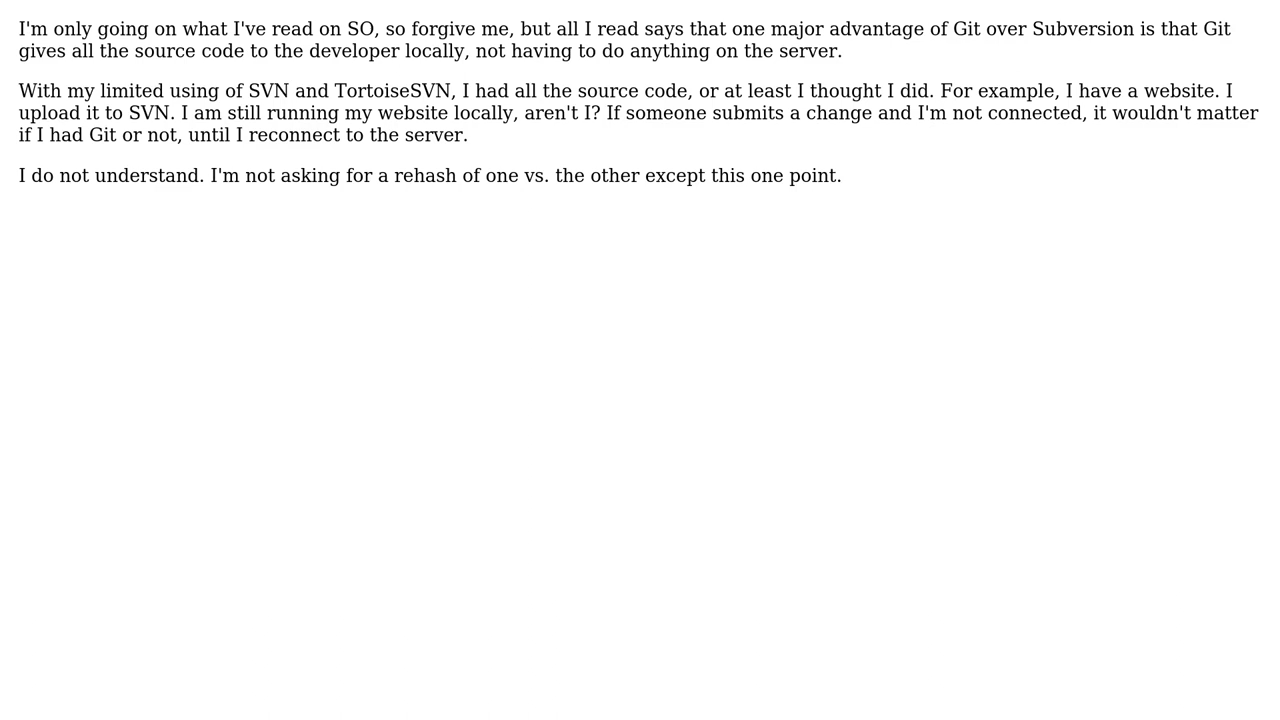 I'm only going on what I've read on SO, so forgive me, but all I read says that one major advantage of Git over Subversion is that Git
gives all the source code to the developer locally, not having to do anything on the server.
With my limited using of SVN and TortoiseSVN, I had all the source code, or at least I thought I did. For example, I have a website. I
upload it to SVN. I am still running my website locally, aren't I? If someone submits a change and I'm not connected, it wouldn't matter
if I had Git or not, until I reconnect to the server.
I do not understand. I'm not asking for a rehash of one vs. the other except this one point.